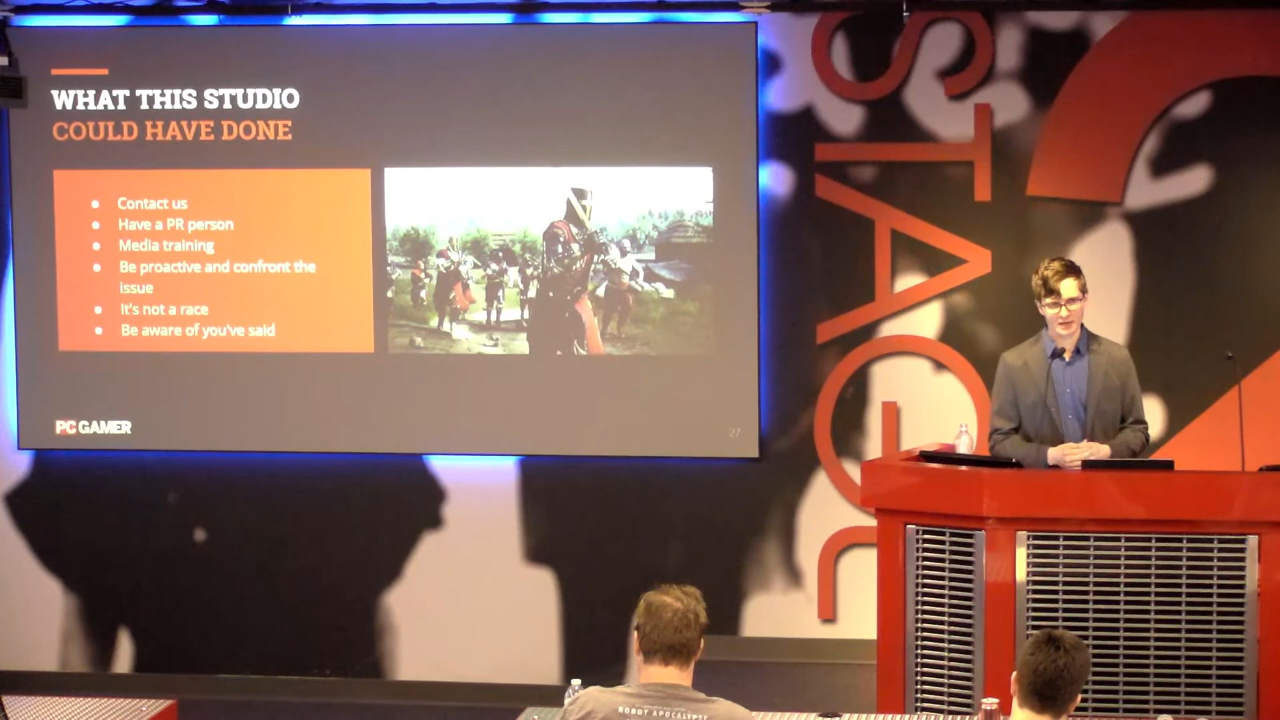 WHAT THIS STUDIO
COULD HAVE DONE
● Contact us
● Have a PR person
● Media training
● Be proactive and confront the
issue
● It's not a race
● Be aware of you've said
PC GAMER
27
STAGE
ROBOT APOCALYPSE